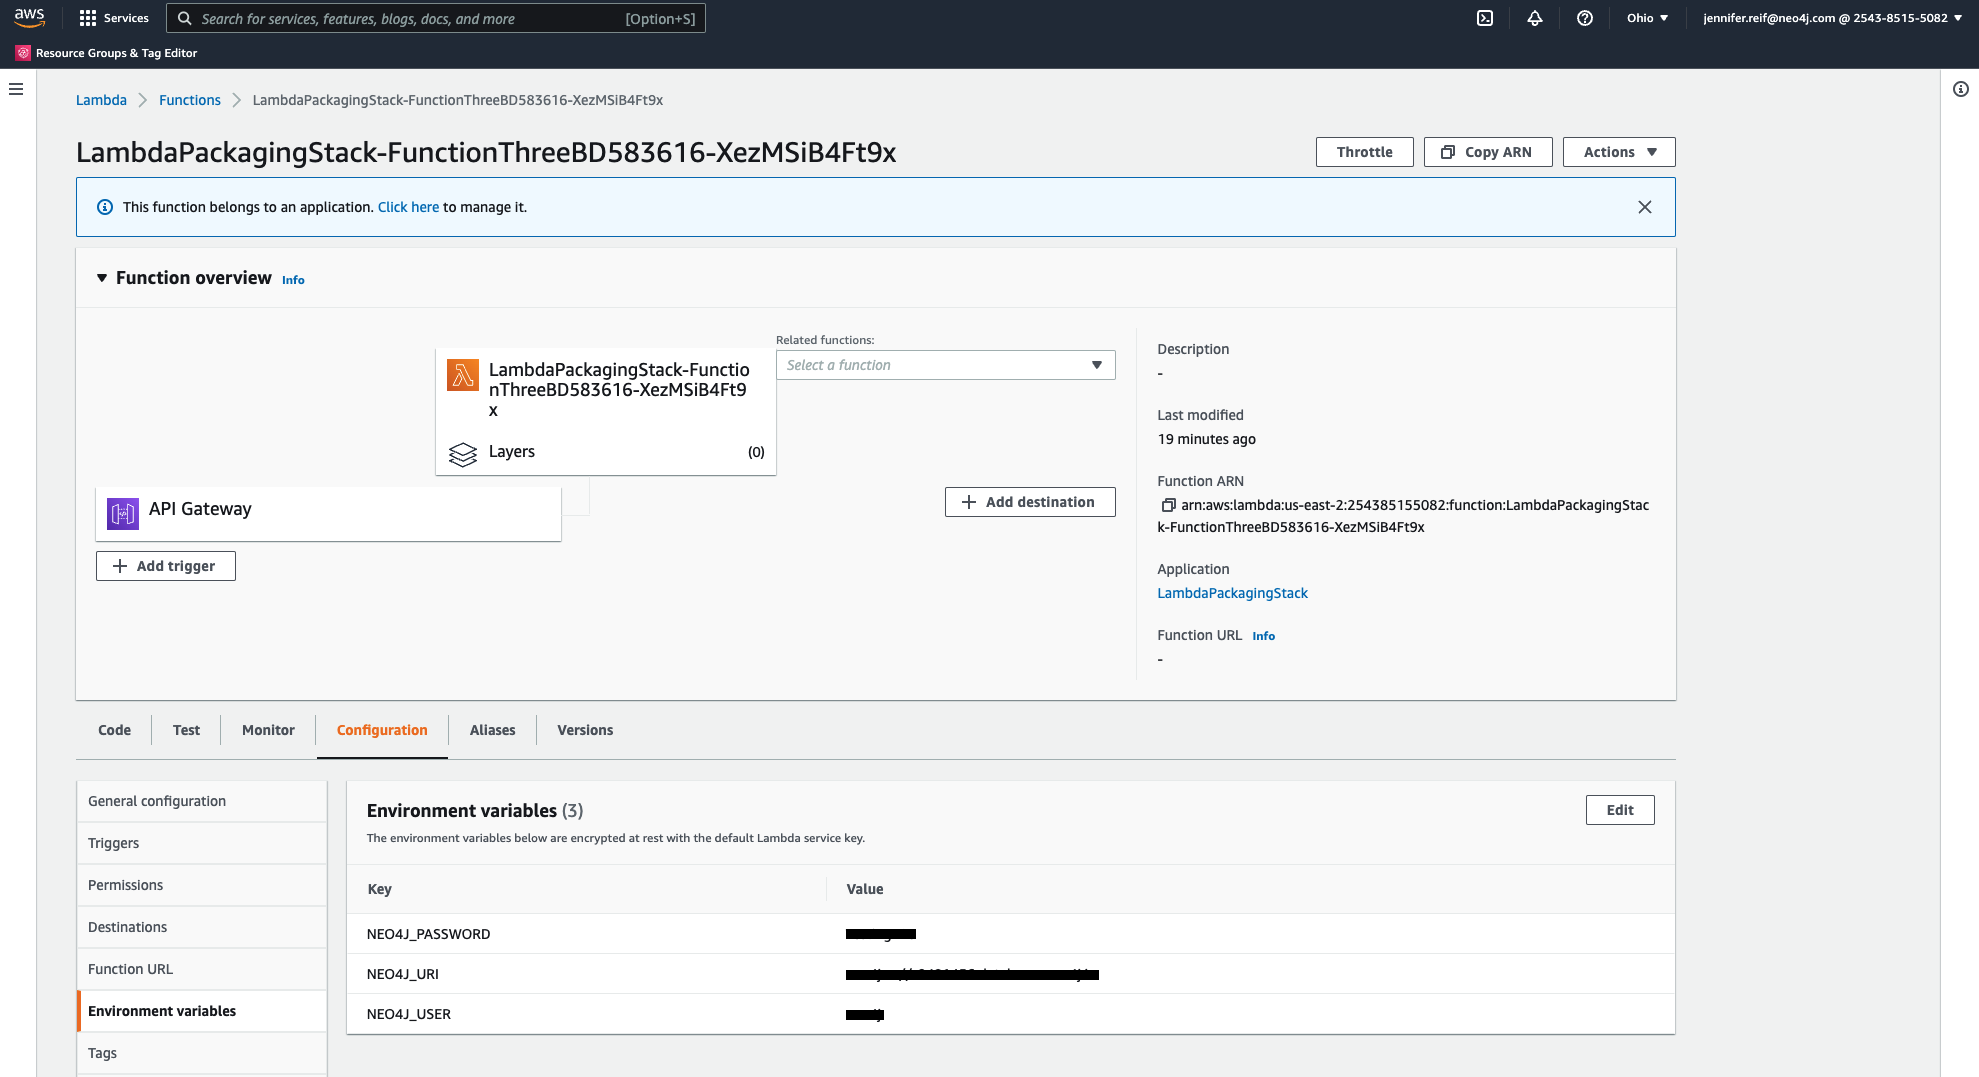 aws
Services
Search for services, features, blogs, docs, and more
[Option+S]
Ohio
jennifer.reif@neo4j.com @ 2543-8515-5082
Resource Groups & Tag Editor
Lambda
Functions
LambdaPackagingStack-FunctionThreeBD583616-XezMSiB4Ft9x
LambdaPackagingStack-FunctionThreeBD583616-XezMSiB4Ft9x
Throttle
Copy ARN
Actions
This function belongs to an application. Click here to manage it.
Function overview Info
Related functions:
Select a function
LambdaPackagingStack-Functio
nThreeBD583616-XezMSiB4Ft9
x
Layers
(0)
API Gateway
Add trigger
Add destination
Description
-
Last modified
19 minutes ago
Function ARN
arn:aws:lambda:us-east-2:254385155082:function:LambdaPackagingStac
k-FunctionThreeBD583616-XezMSiB4Ft9x
Application
LambdaPackagingStack
Function URL Info
-
Code
Test
Monitor
Configuration
Aliases
Versions
General configuration
Triggers
Permissions
Destinations
Function URL
Environment variables
Tags
Environment variables (3)
Edit
The environment variables below are encrypted at rest with the default Lambda service key.
Key
Value
NEO4J_PASSWORD
NEO4J_URI
NEO4J_USER